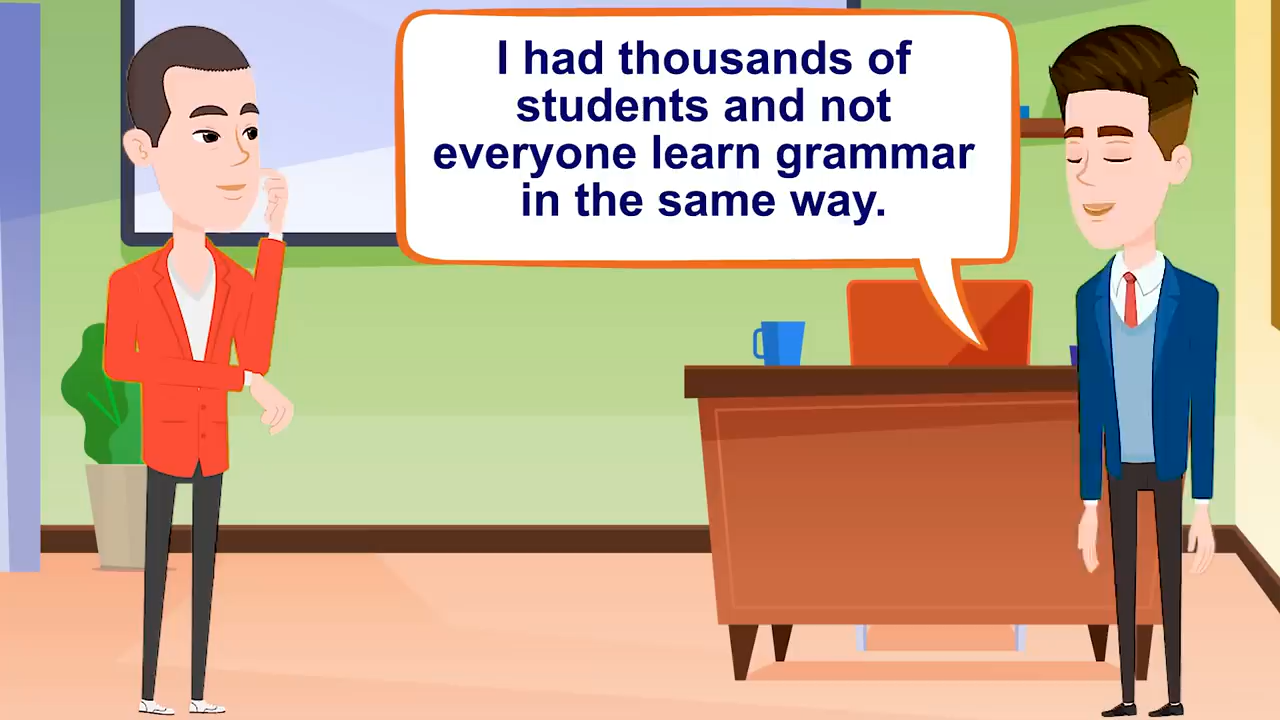 I had thousands of
students and not
everyone learn grammar
in the same way.